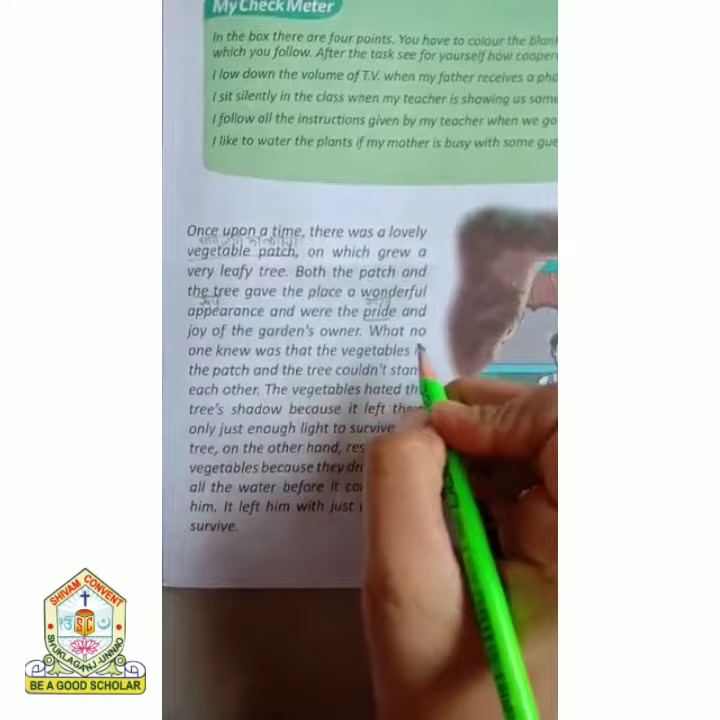 My Check Meter
In the box there are four points. You have to colour the blan
which you follow. After the task see for yourself how cooper
I low down the volume of T.V. when my father receives a pho
I sit silently in the class when my teacher is showing us some
I follow all the instructions given by my teacher when we go
I like to water the plants if my mother is busy with some gue
Once upon a time, there was a lovely
vegetable patch, on which grew a
very leafy tree. Both the patch and
the tree gave the place a wonderful
रूप
appearance and were the pride and
joy of the garden's owner. What no
one knew was that the vegetables
the patch and the tree couldn't stan
each other. The vegetables hated th
tree's shadow because it left the
only just enough light to survive
tree, on the other hand, res
vegetables because they dr
all the water before it co
him. It left him with just
survive.
SHIVAM CONVENT
SHUKLAGANJ-UNNAO
BE A GOOD SCHOLAR